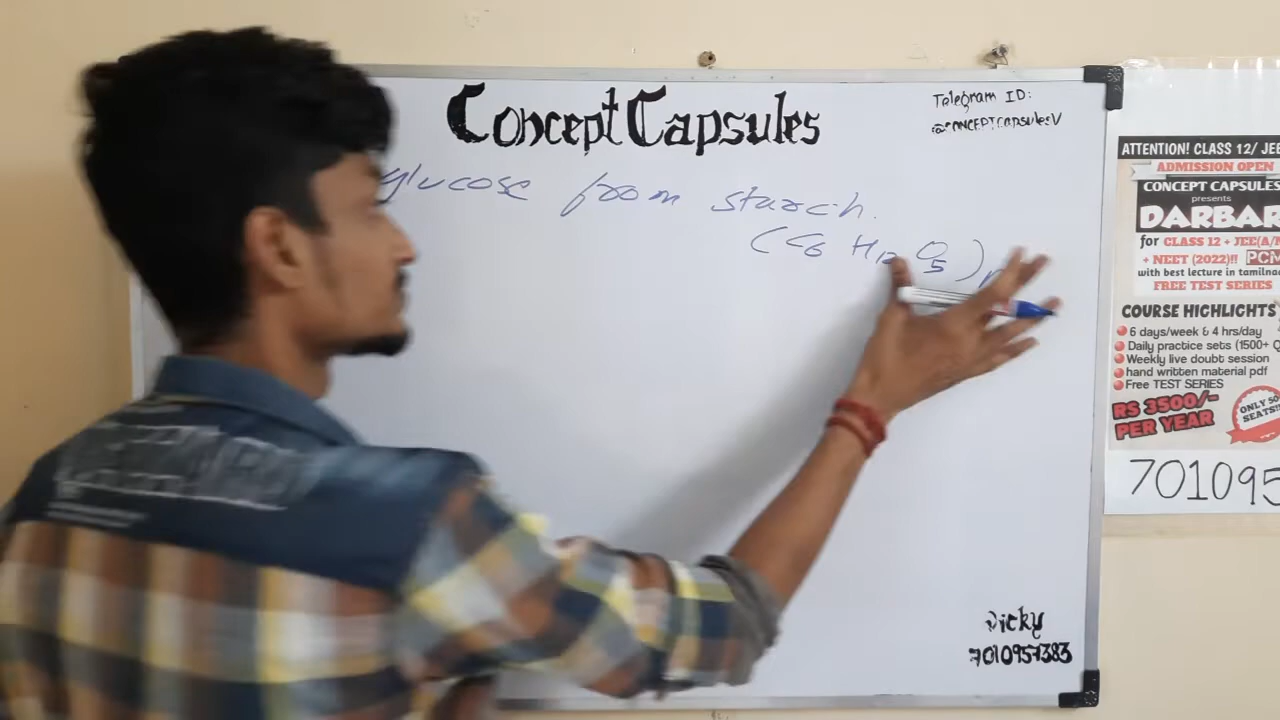 Concept Capsules
Telegram ID:
@CONCEPTCAPSULESV
glucose from starch.
(C6 H12 O5)n
Vicky
7010957383
ATTENTION! CLASS 12/ JEE
ADMISSION OPEN
CONCEPT CAPSULES
presents
DARBAR
for CLASS 12 + JEE(A/
+ NEET (2022)!! PCM
with best lecture in tamilna
FREE TEST SERIES
COURSE HIGHLIGHTS
6 days/week & 4 hrs/day
Daily practice sets (1500+ Q
Weekly live doubt session
hand written material pdf
Free TEST SERIES
RS 3500/-
PER YEAR
ONLY 50
SEATS!!
701095